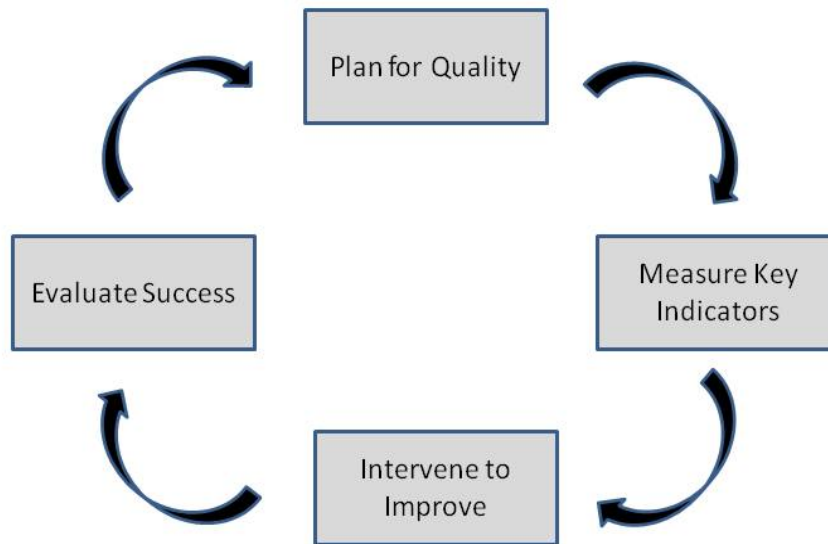 Plan for Quality
Measure Key
Indicators
Intervene to
Improve
Evaluate Success